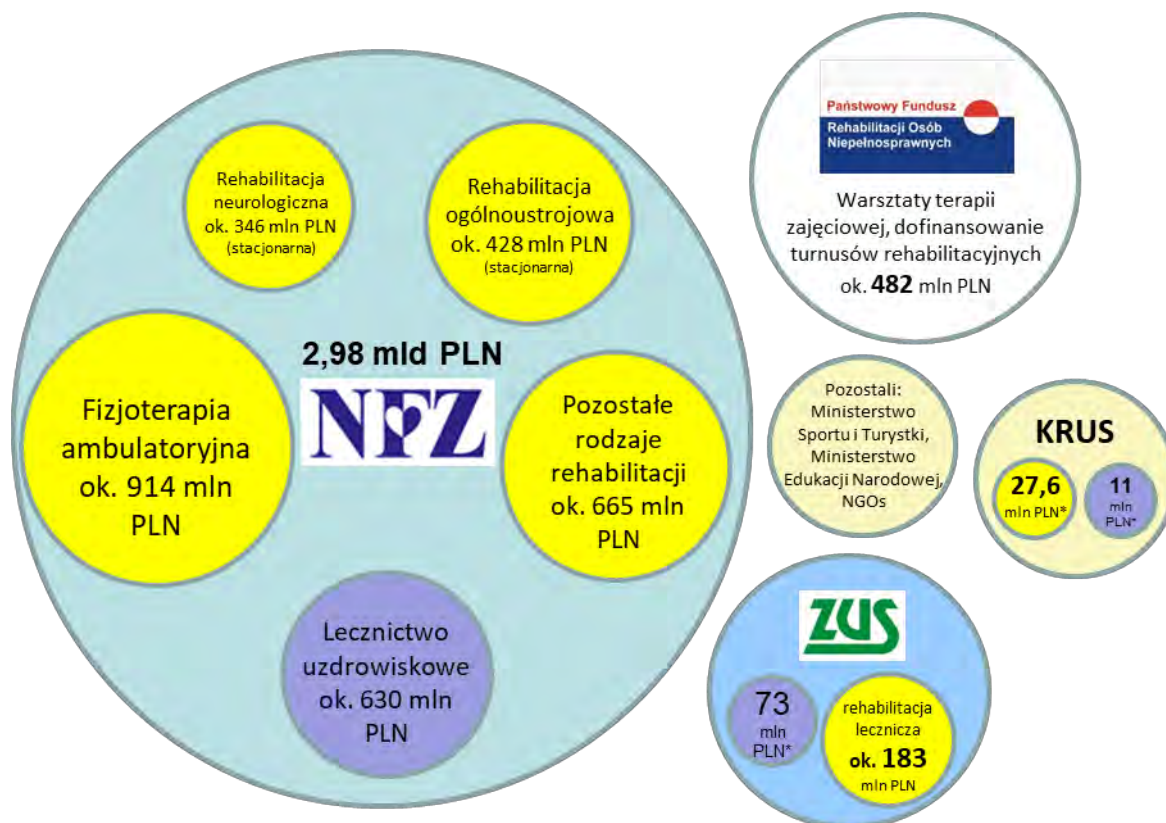 Rehabilitacja
neurologiczna
ok. 346 mln PLN
(stacjonarna)
Rehabilitacja
ogólnoustrojowa
ok. 428 mln PLN
(stacjonarna)
2,98 mld PLN
NFZ
Fizjoterapia
ambulatoryjna
ok. 914 mln
PLN
Pozostałe
rodzaje
rehabilitacji
ok. 665 mln
PLN
Lecznictwo
uzdrowiskowe
ok. 630 mln
PLN
Państwowy Fundusz
Rehabilitacji Osób
Niepełnosprawnych
Warsztaty terapii
zajęciowej, dofinansowanie
turnusów rehabilitacyjnych
ok. 482 mln PLN
Pozostali:
Ministerstwo
Sportu i Turystki,
Ministerstwo
Edukacji Narodowej,
NGOs
KRUS
27,6
mln PLN*
11
mln
PLN*
ZUS
73
mln
PLN*
rehabilitacja
lecznicza
ok. 183
mln PLN